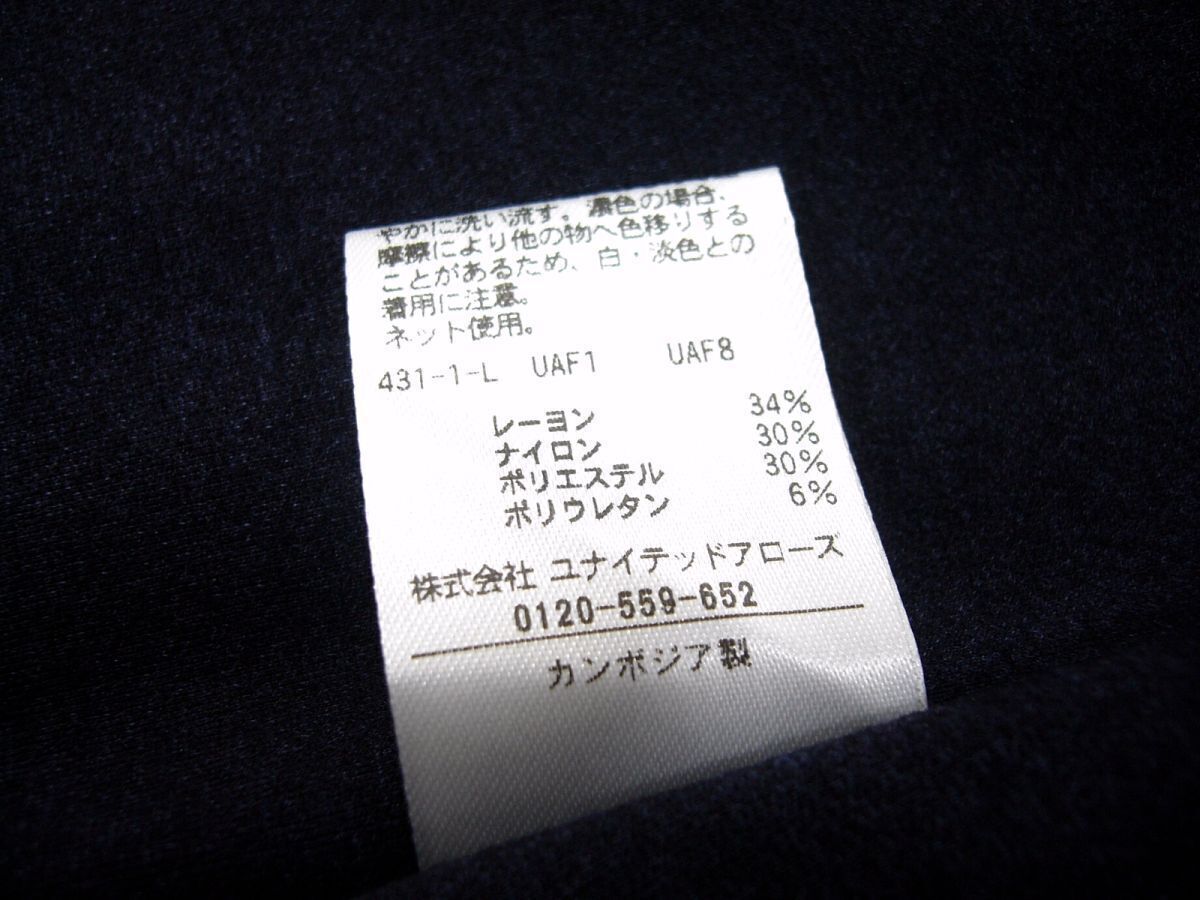 やかに洗い流す。濃色の場合、
摩擦により他の物へ色移りする
ことがあるため、白・淡色との
着用に注意。
ネット使用。
431-1-L UAF1 UAF8
レーヨン 34%
ナイロン 30%
ポリエステル 30%
ポリウレタン 6%
株式会社 ユナイテッドアローズ
0120-559-652
カンボジア製